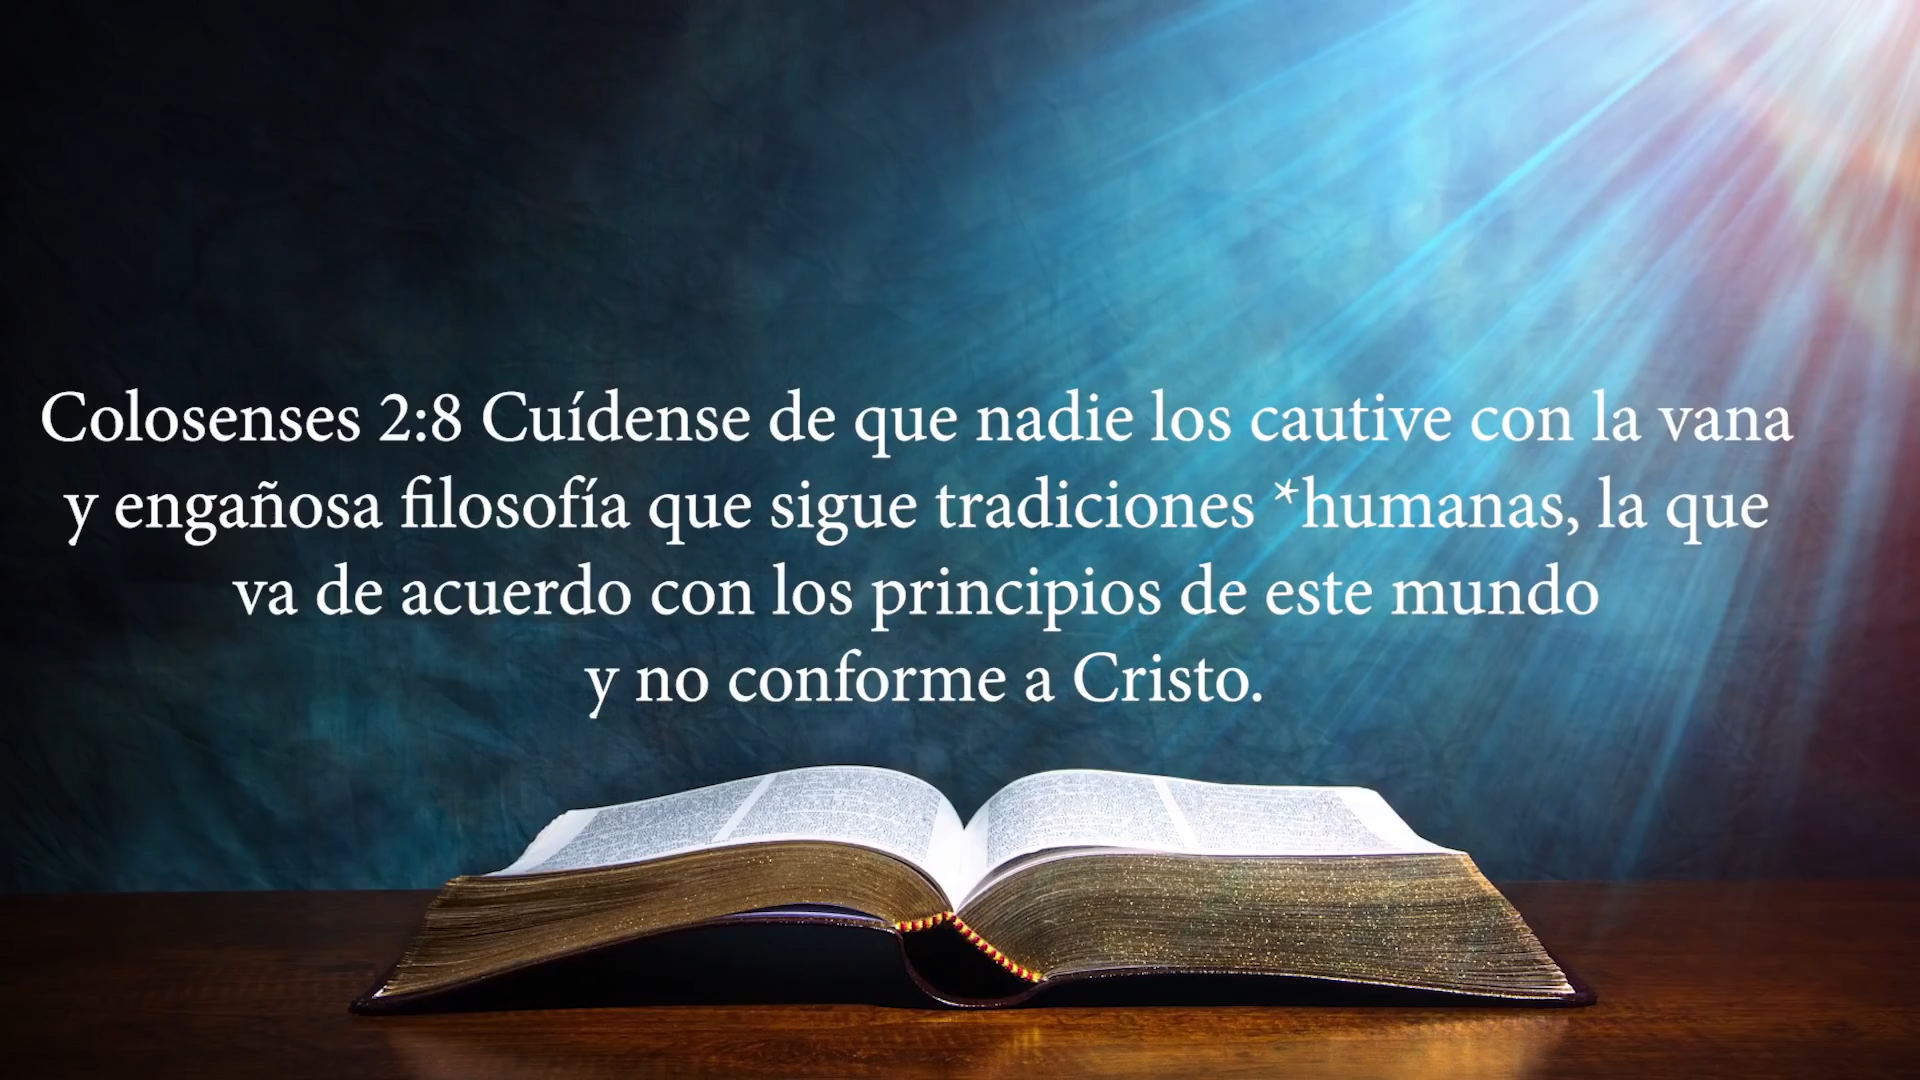 Colosenses 2:8 Cuídense de que nadie los cautive con la vana
y engañosa filosofía que sigue tradiciones *humanas, la que
va de acuerdo con los principios de este mundo
y no conforme a Cristo.